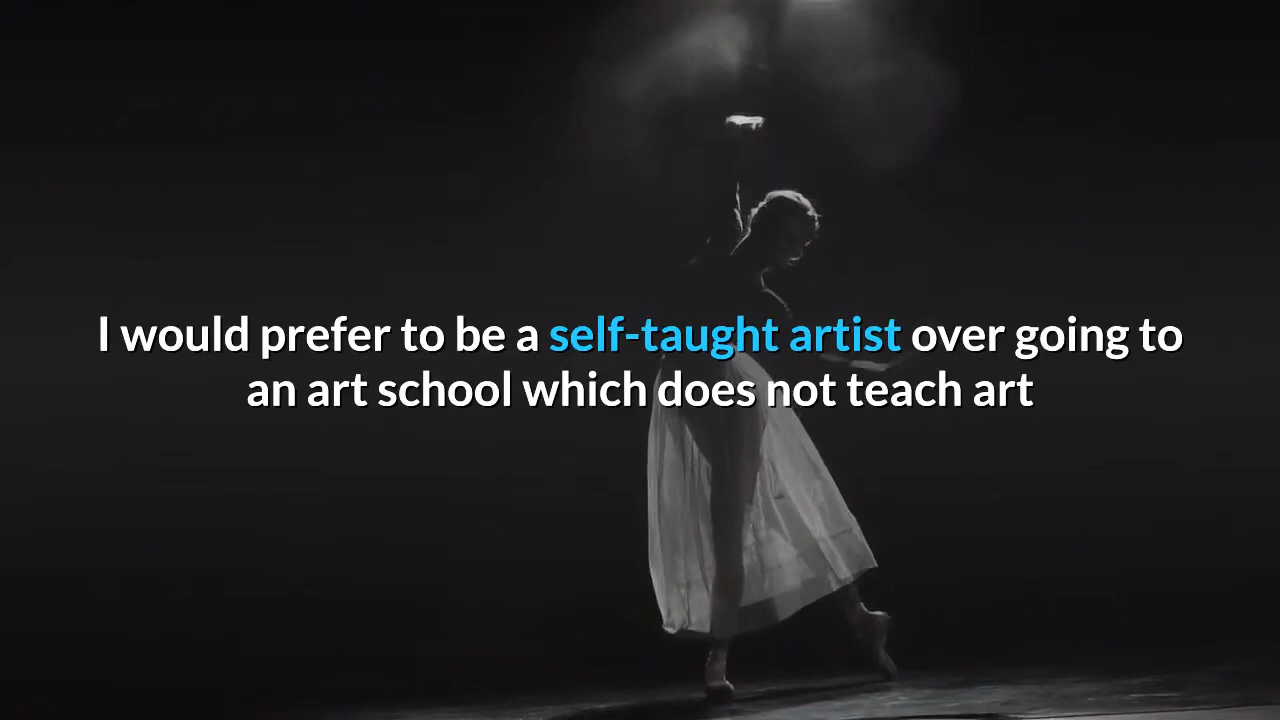 I would prefer to be a self-taught artist over going to
an art school which does not teach art